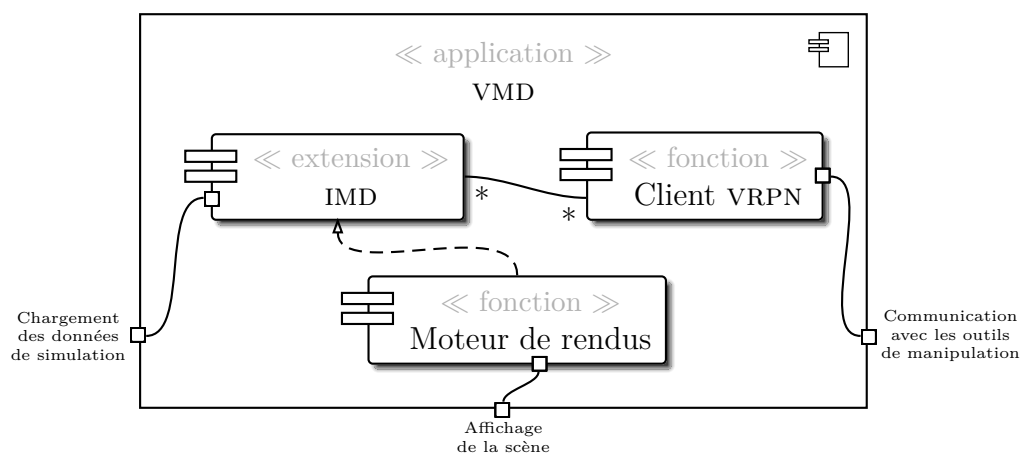 ≪ application ≫
VMD
≪ extension ≫
IMD
*
≪ fonction ≫
Client VRPN
*
≪ fonction ≫
Moteur de rendus
Chargement
des données
de simulation
Communication
avec les outils
de manipulation
Affichage
de la scène